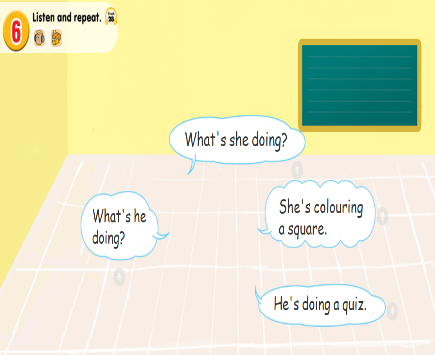 6
Listen and repeat.
What's she doing?
What's he
doing?
She's colouring
a square.
He's doing a quiz.